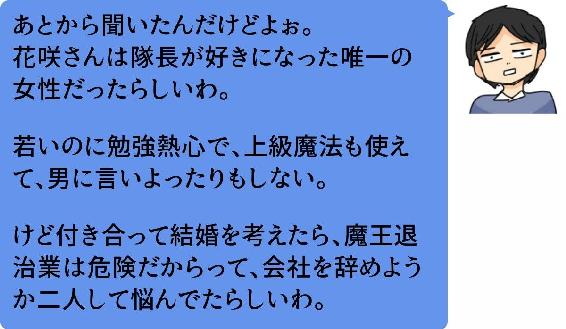 あとから聞いたんだけどよぉ。
花咲さんは隊長が好きになった唯一の
女性だったらしいわ。
若いのに勉強熱心で、上級魔法も使え
て、男に言いよったりもしない。
けど付き合って結婚を考えたら、魔王退
治業は危険だからって、会社を辞めよう
か二人して悩んでたらしいわ。